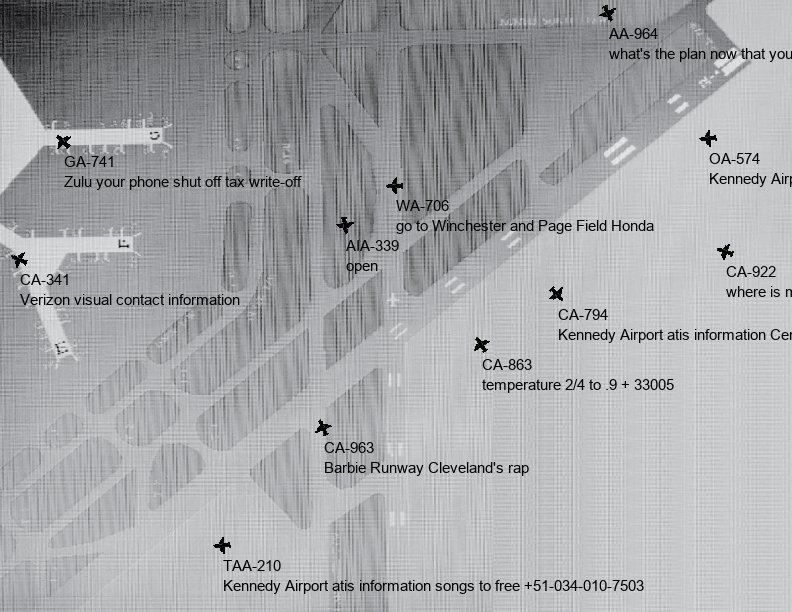 AA-964
what's the plan now that you
GA-741
Zulu your phone shut off tax write-off
OA-574
Kennedy Airp
WA-706
go to Winchester and Page Field Honda
AIA-339
open
CA-341
Verizon visual contact information
CA-922
where is m
CA-794
Kennedy Airport atis information Cer
CA-863
temperature 2/4 to .9 + 33005
CA-963
Barbie Runway Cleveland's rap
TAA-210
Kennedy Airport atis information songs to free +51-034-010-7503